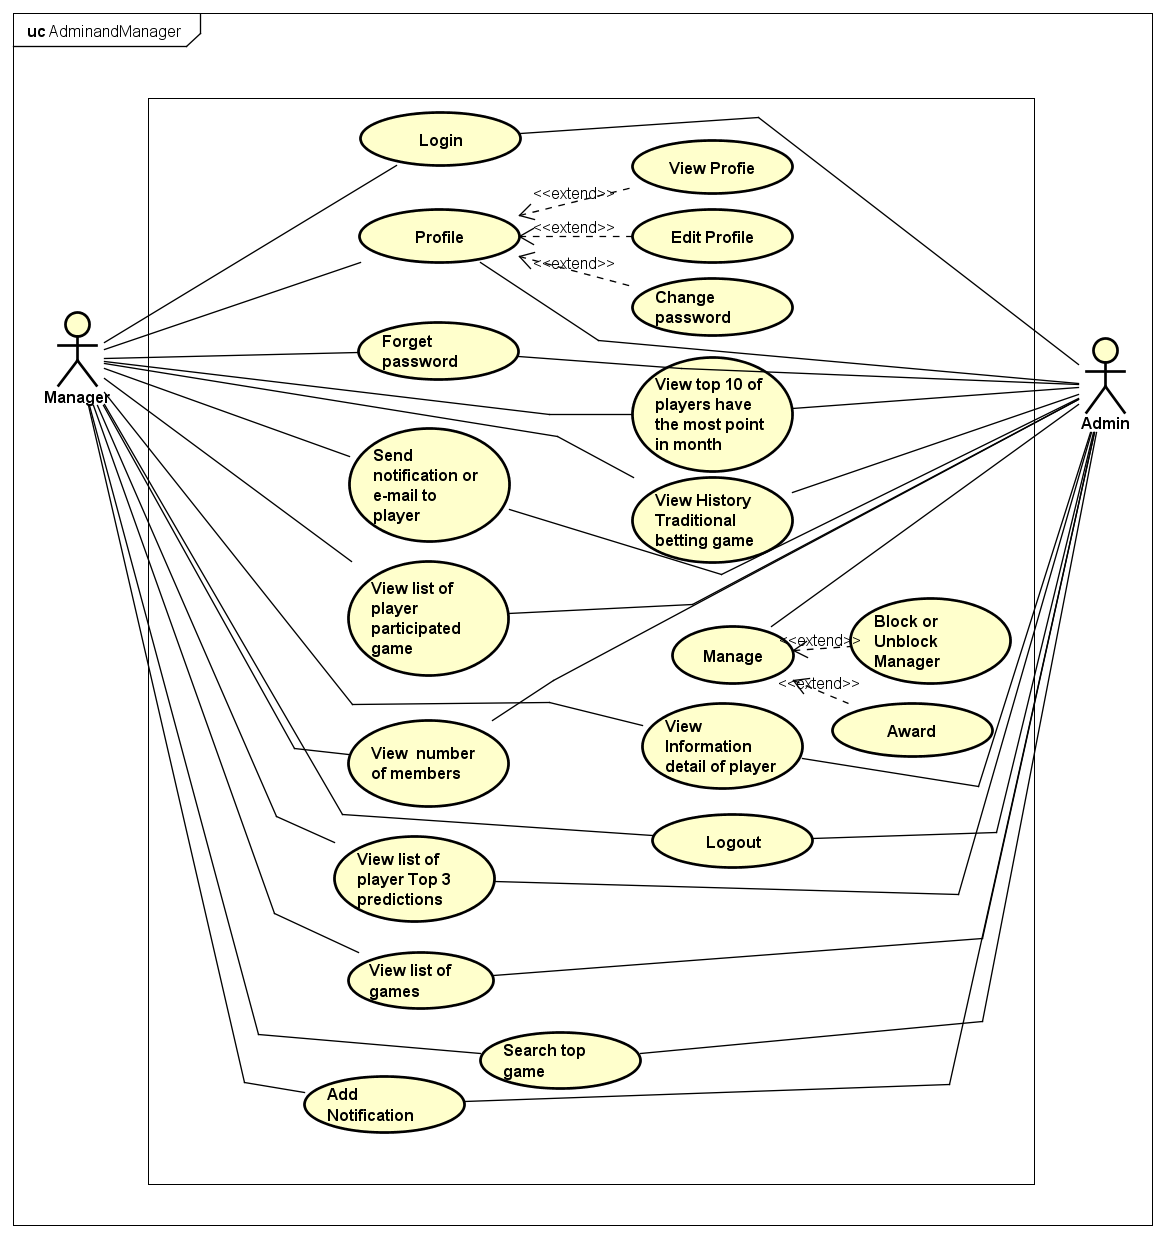 uc AdminandManager
Login
View Profie
<<extend>>
Profile
<<extend>>
Edit Profile
<<extend>>
Change
password
Forget
password
Manager
Admin
View top 10 of
players have
the most point
in month
Send
notification or
e-mail to
player
View History
Traditional
betting game
View list of
player
participated
game
Manage
<<extend>>
Block or
Unblock
Manager
<<extend>>
Award
View
Information
detail of player
View number
of members
Logout
View list of
player Top 3
predictions
View list of
games
Search top
game
Add
Notification